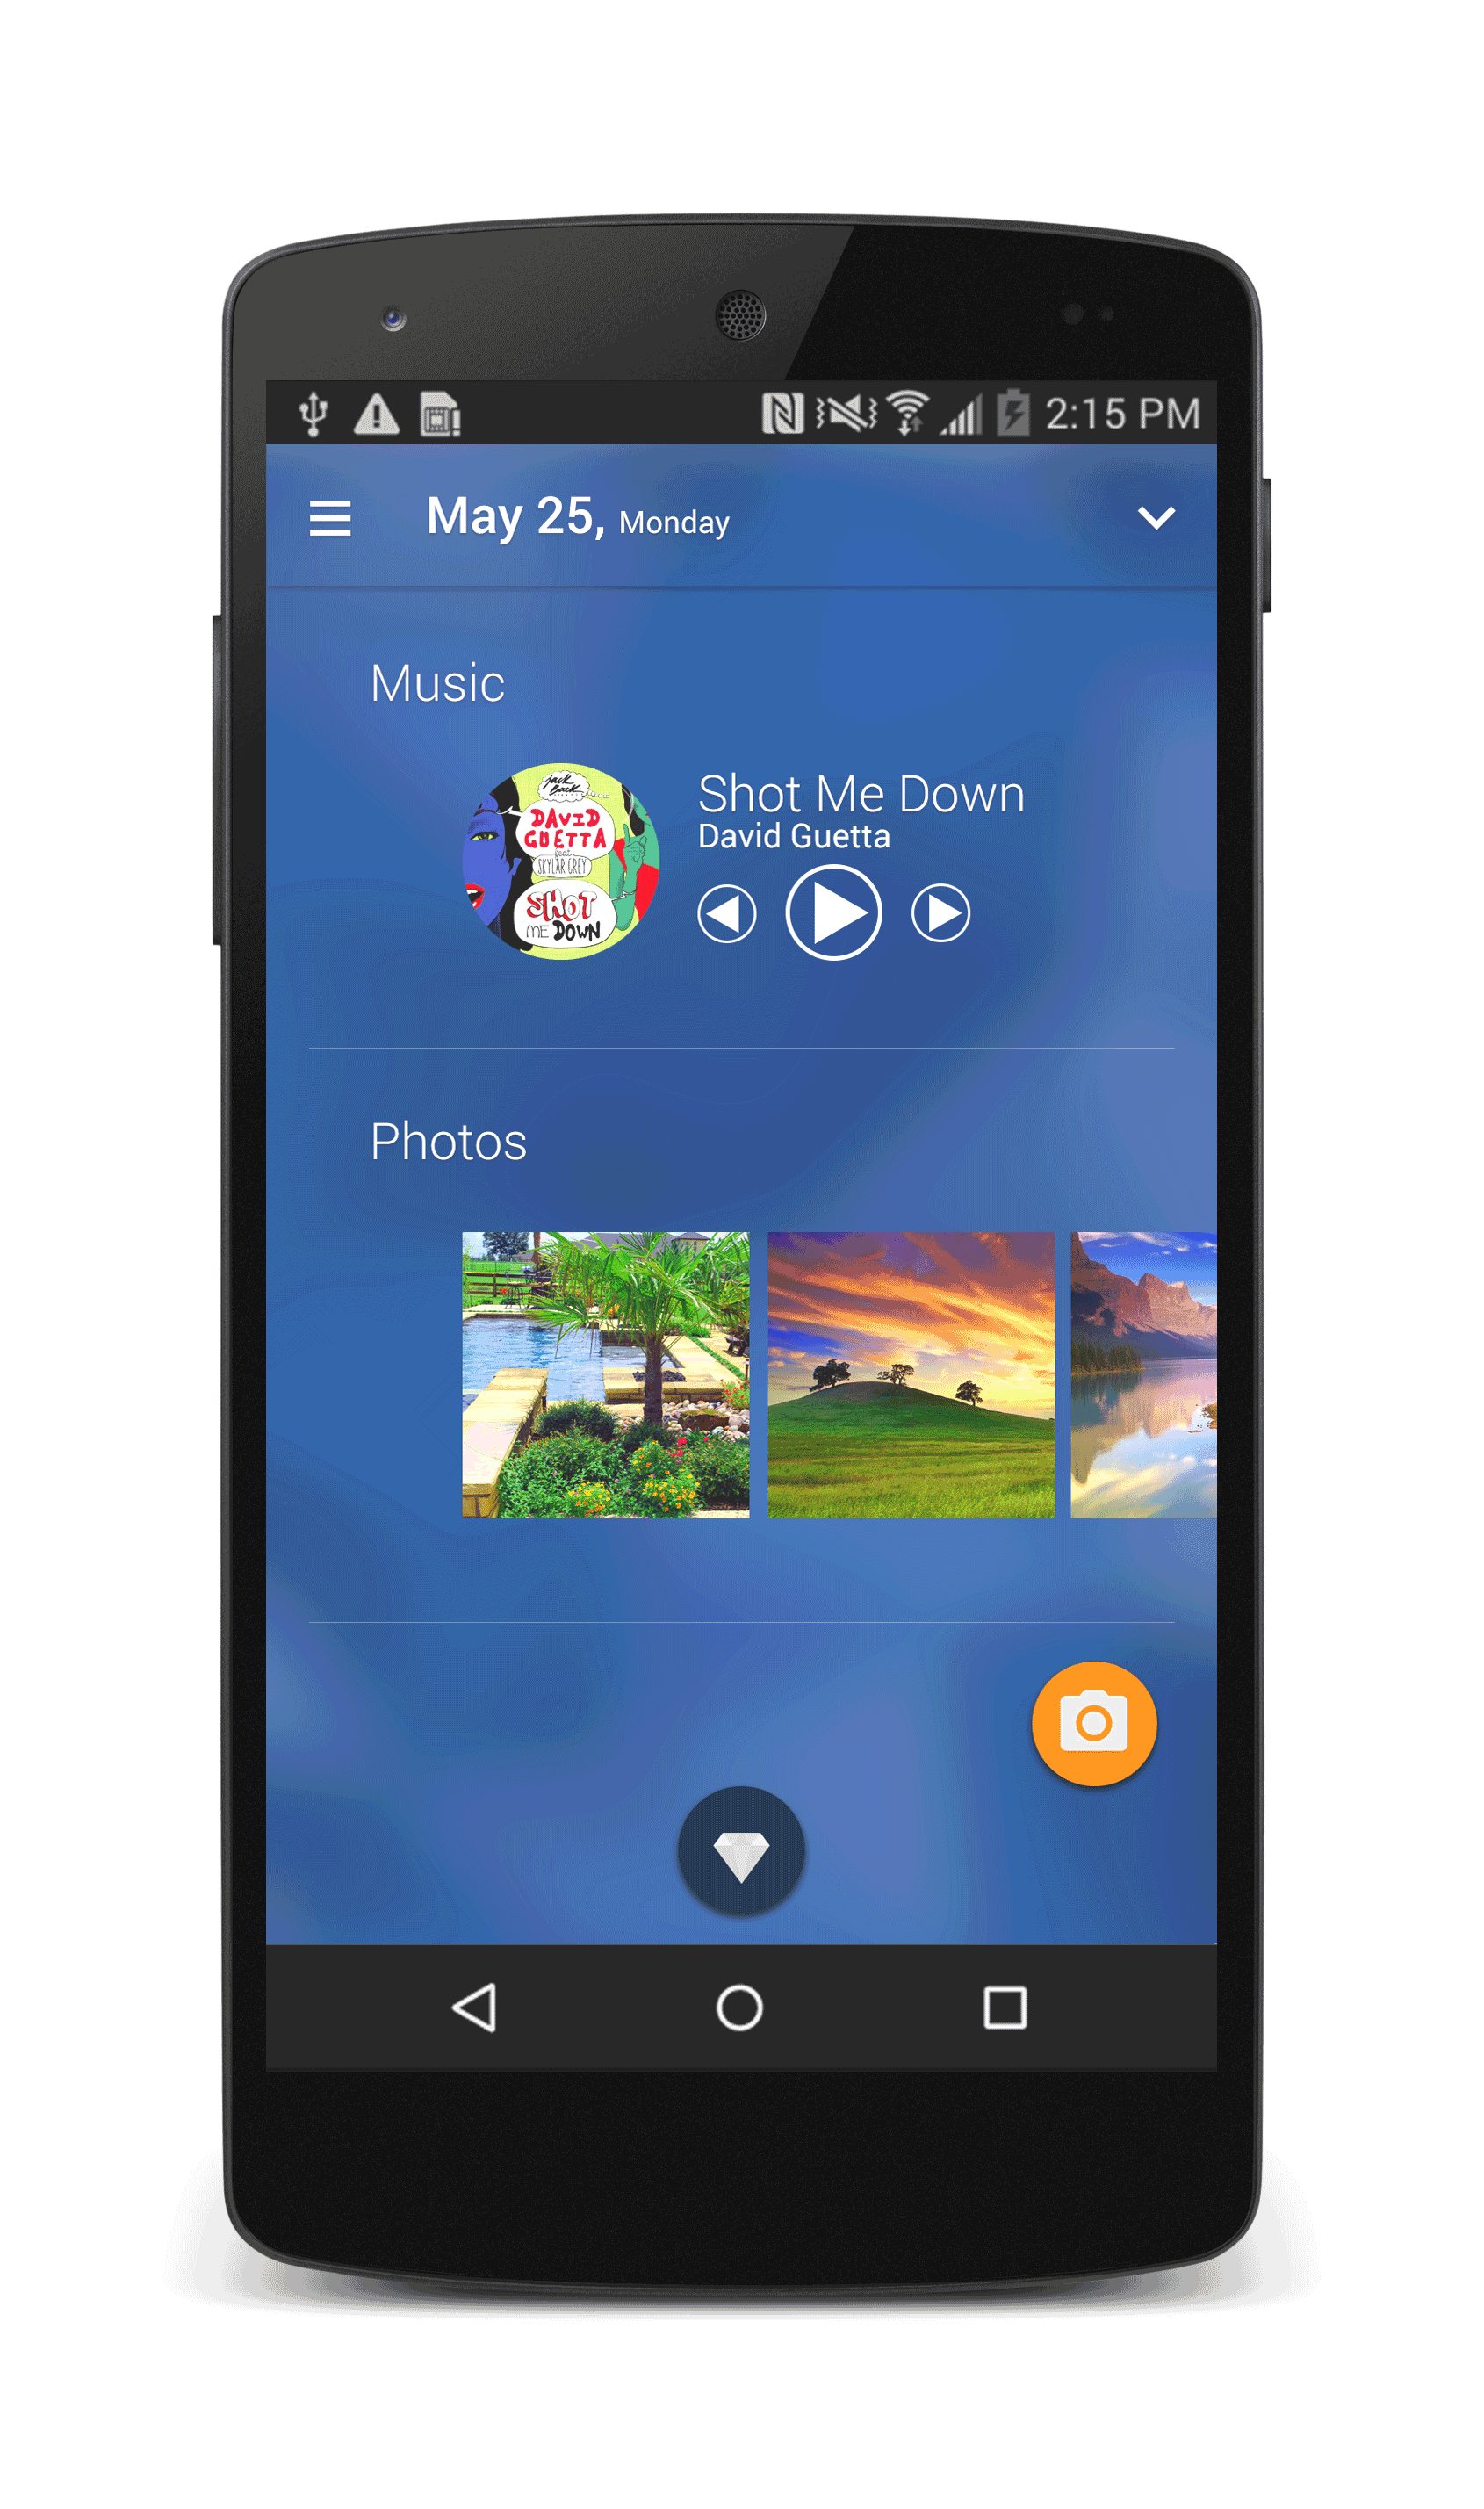 2:15 PM
May 25, Monday
Music
Shot Me Down
David Guetta
Jack
Back
DAVID
GUETTA
feat.
SKYLAR GREY
SHOT
ME DOWN
Photos